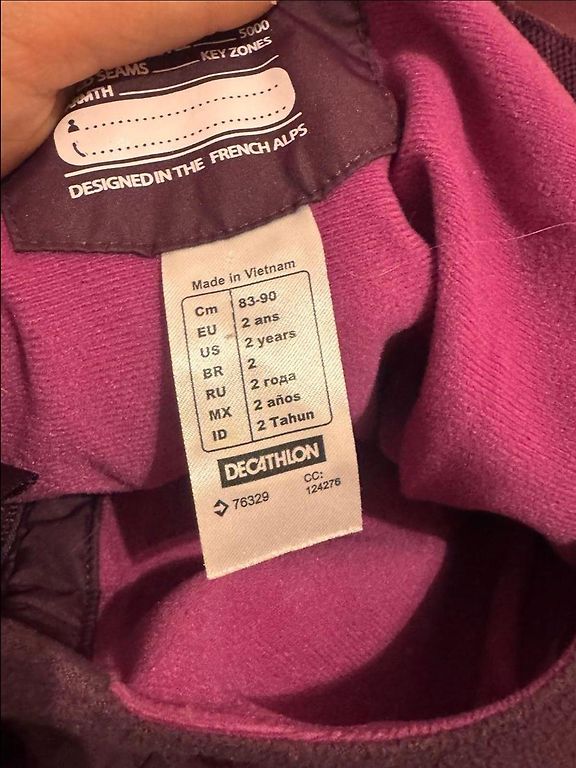 5000
SEAMS KEY ZONES
DESIGNED IN THE FRENCH ALPS
Made in Vietnam
Cm 83-90
EU 2 ans
US 2 years
BR 2
RU 2 года
MX 2 años
ID 2 Tahun
DECATHLON
76329 CC:
124276